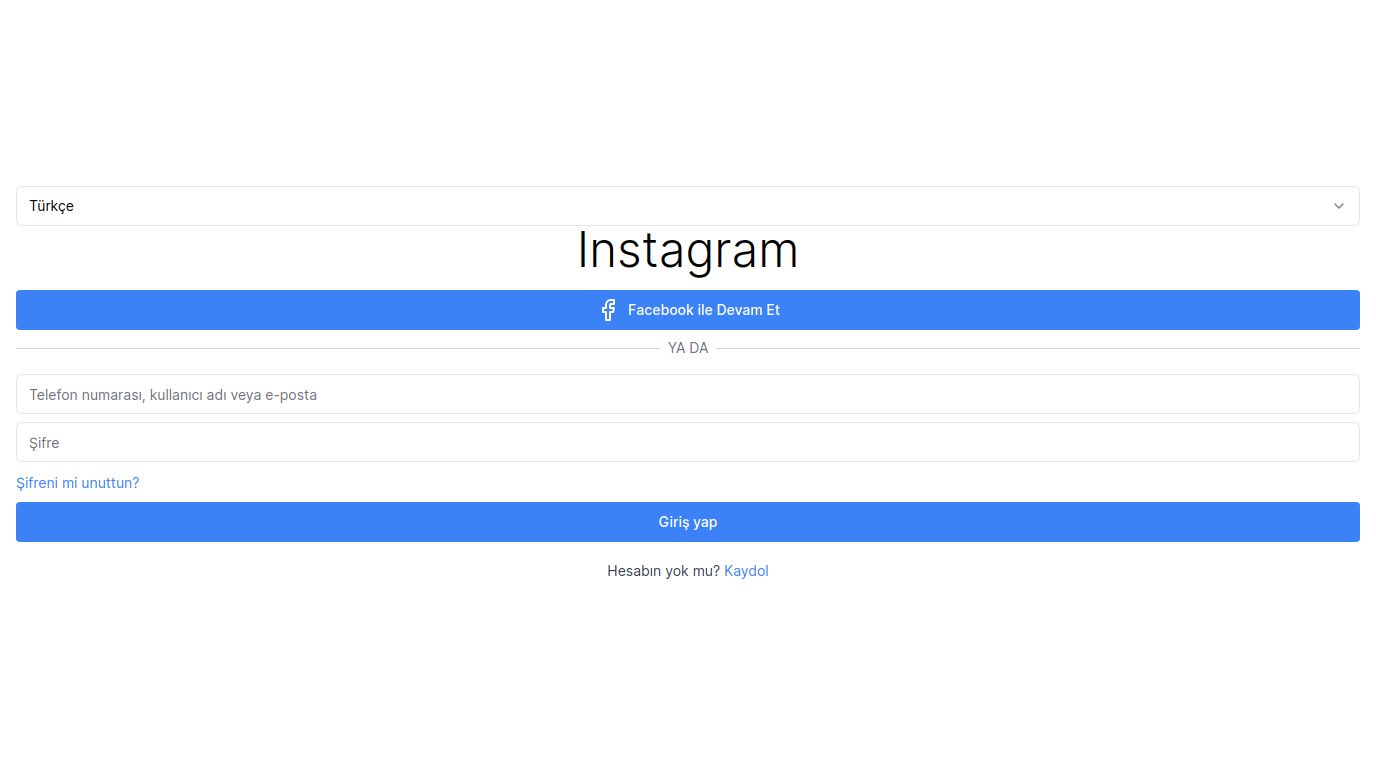 Türkçe
Instagram
Facebook ile Devam Et
YA DA
Telefon numarası, kullanıcı adı veya e-posta
Şifre
Şifreni mi unuttun?
Giriş yap
Hesabın yok mu? Kaydol